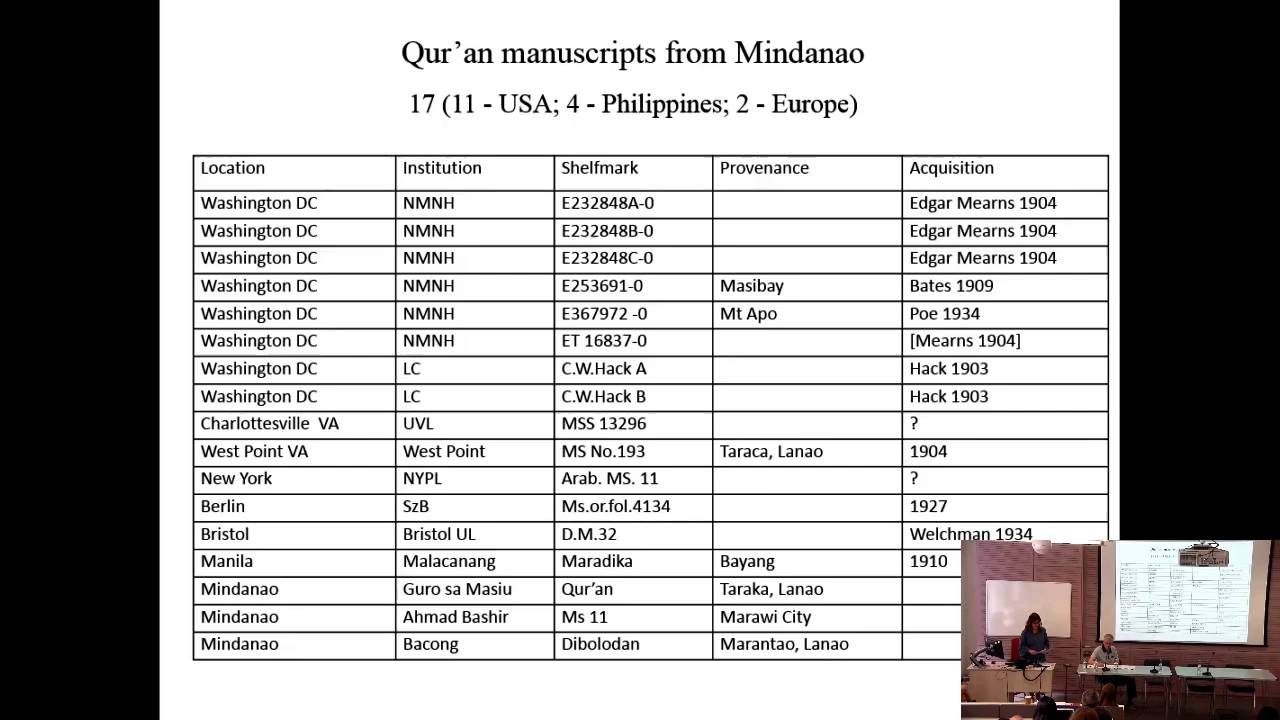 Qur’an manuscripts from Mindanao
17 (11 - USA; 4 - Philippines; 2 - Europe)
Location Institution Shelfmark Provenance Acquisition
Washington DC NMNH E232848A-0 Edgar Mearns 1904
Washington DC NMNH E232848B-0 Edgar Mearns 1904
Washington DC NMNH E232848C-0 Edgar Mearns 1904
Washington DC NMNH E253691-0 Masibay Bates 1909
Washington DC NMNH E367972 -0 Mt Apo Poe 1934
Washington DC NMNH ET 16837-0 [Mearns 1904]
Washington DC LC C.W.Hack A Hack 1903
Washington DC LC C.W.Hack B Hack 1903
Charlottesville VA UVL MSS 13296 ?
West Point VA West Point MS No.193 Taraca, Lanao 1904
New York NYPL Arab. MS. 11 ?
Berlin SzB Ms.or.fol.4134 1927
Bristol Bristol UL D.M.32 Welchman 1934
Manila Malacanang Maradika Bayang 1910
Mindanao Guro sa Masiu Qur’an Taraka, Lanao
Mindanao Ahmad Bashir Ms 11 Marawi City
Mindanao Bacong Dibolodan Marantao, Lanao